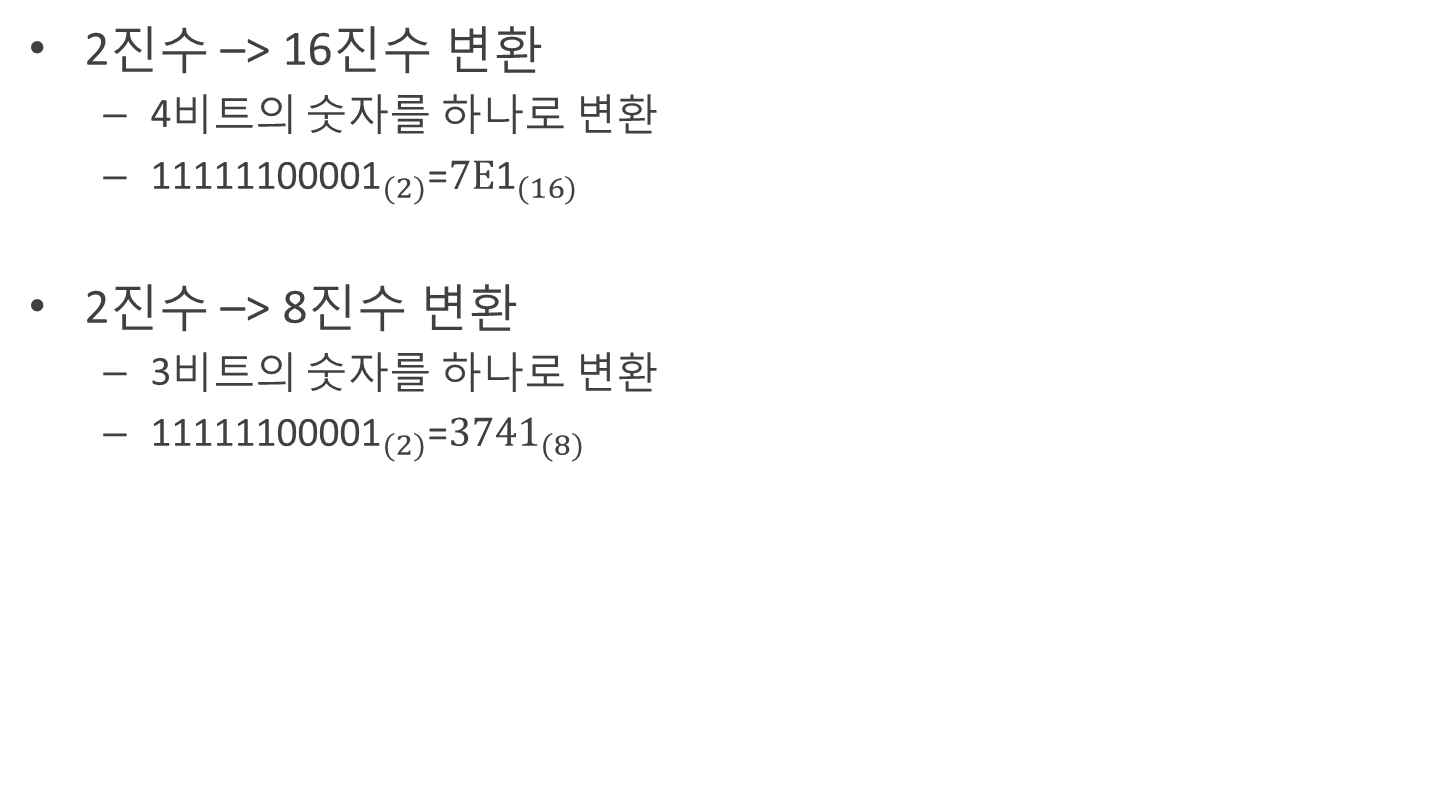 • 2진수 –> 16진수 변환
– 4비트의 숫자를 하나로 변환
– 11111100001(2)=7E1(16)
• 2진수 –> 8진수 변환
– 3비트의 숫자를 하나로 변환
– 11111100001(2)=3741(8)